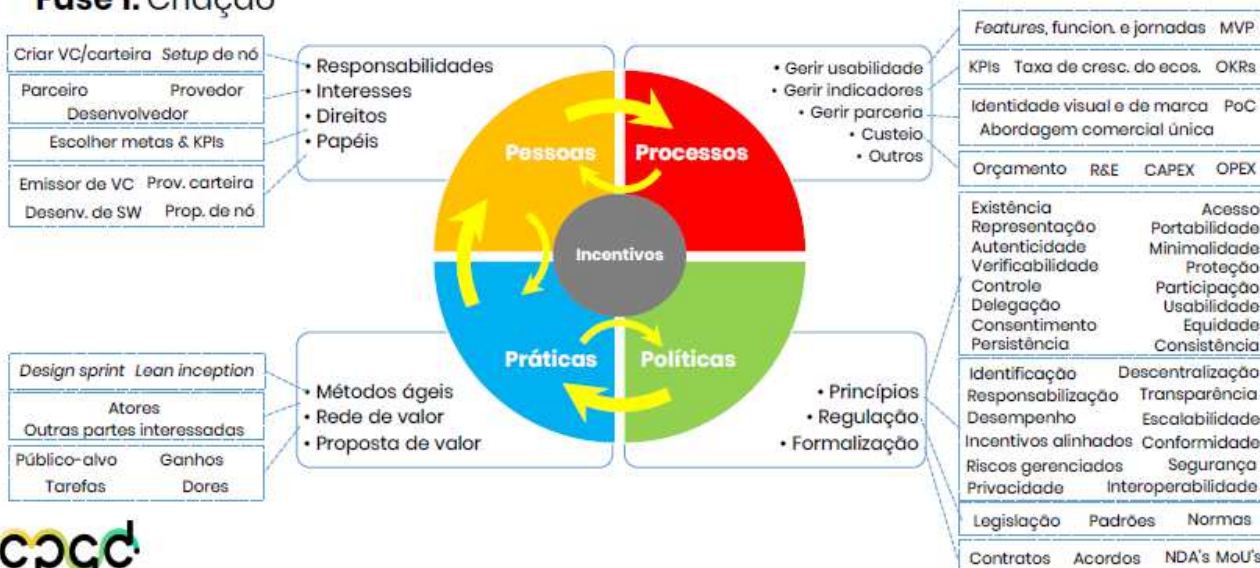 Fase I. Criação
Criar VC/carteira Setup de nó
Parceiro Provedor
Desenvolvedor
Escolher metas & KPIs
Emissor de VC Prov. carteira
Desenv. de SW Prop. de nó
• Responsabilidades
• Interesses
• Direitos
• Papéis
Pessoas
Processos
Incentivos
Práticas
Políticas
• Gerir usabilidade
• Gerir indicadores
• Gerir parceria
• Custeio
• Outros
Features, funcion. e jornadas MVP
KPIs Taxa de cresc. do ecos. OKRs
Identidade visual e de marca PoC
Abordagem comercial única
Orçamento R&E CAPEX OPEX
Existência Acesso
Representação Portabilidade
Autenticidade Minimalidade
Verificabilidade Proteção
Controle Participação
Delegação Usabilidade
Consentimento Equidade
Persistência Consistência
Identificação Descentralização
Responsabilização Transparência
Desempenho Escalabilidade
Incentivos alinhados Conformidade
Riscos gerenciados Segurança
Privacidade Interoperabilidade
Legislação Padrões Normas
Contratos Acordos NDA's MoU's
Design sprint Lean inception
Atores
Outras partes interessadas
Público-alvo Ganhos
Tarefas Dores
• Métodos ágeis
• Rede de valor
• Proposta de valor
• Princípios
• Regulação
• Formalização
cpqd